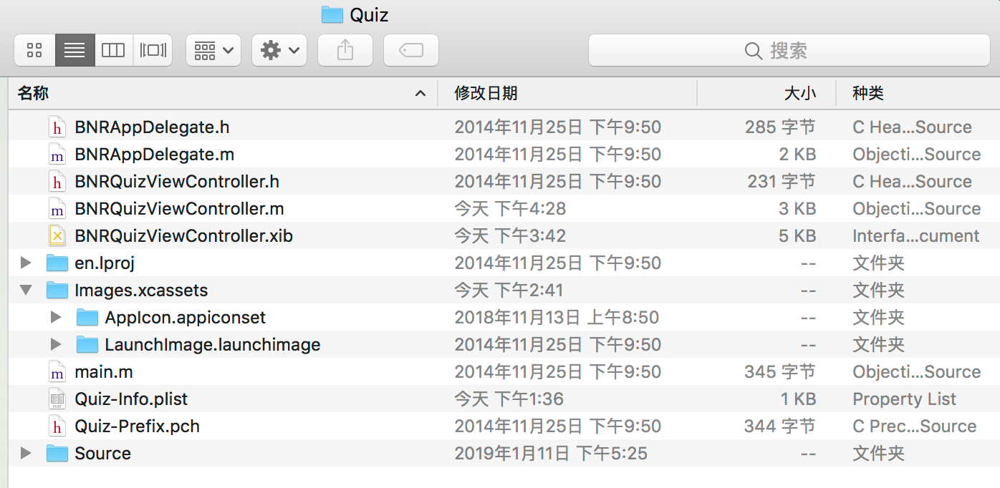 Quiz
搜索
名称 修改日期 大小 种类
BNRAppDelegate.h 2014年11月25日 下午9:50 285 字节 C Hea...Source
BNRAppDelegate.m 2014年11月25日 下午9:50 2 KB Objecti...Source
BNRQuizViewController.h 2014年11月25日 下午9:50 231 字节 C Hea...Source
BNRQuizViewController.m 今天 下午4:28 3 KB Objecti...Source
BNRQuizViewController.xib 今天 下午3:42 5 KB Interfa...cument
en.lproj 2014年11月25日 下午9:50 -- 文件夹
Images.xcassets 今天 下午2:41 -- 文件夹
AppIcon.appiconset 2018年11月13日 上午8:50 -- 文件夹
LaunchImage.launchimage 2014年11月25日 下午9:50 -- 文件夹
main.m 2014年11月25日 下午9:50 345 字节 Objecti...Source
Quiz-Info.plist 今天 下午1:36 1 KB Property List
Quiz-Prefix.pch 2014年11月25日 下午9:50 344 字节 C Prec...Source
Source 2019年1月11日 下午5:25 -- 文件夹